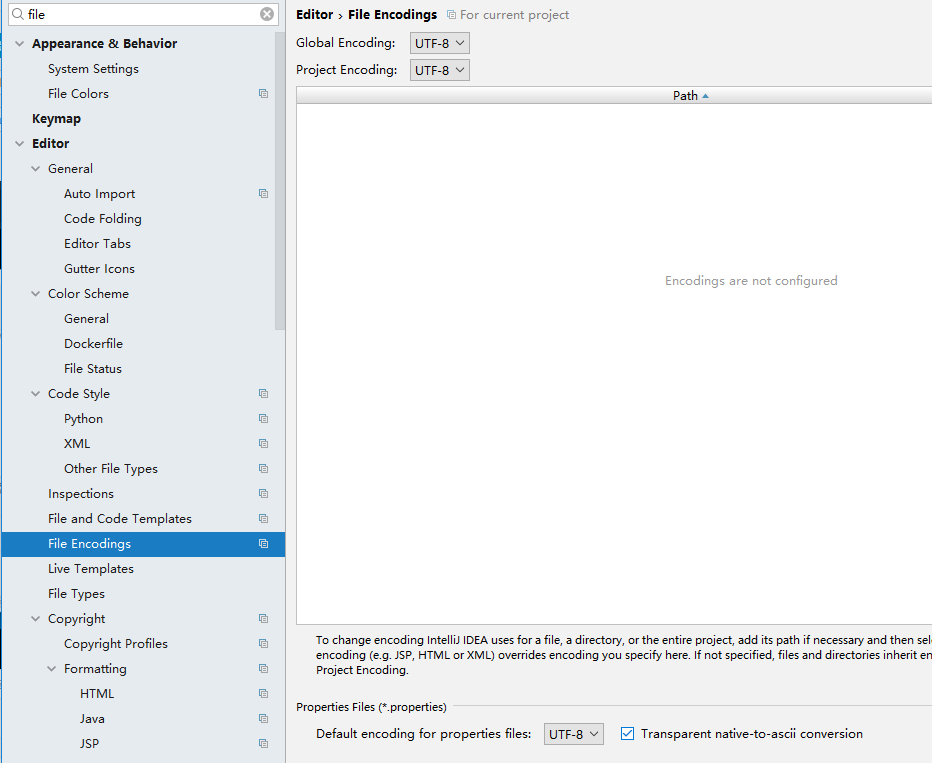 file
Appearance & Behavior
System Settings
File Colors
Keymap
Editor
General
Auto Import
Code Folding
Editor Tabs
Gutter Icons
Color Scheme
General
Dockerfile
File Status
Code Style
Python
XML
Other File Types
Inspections
File and Code Templates
File Encodings
Live Templates
File Types
Copyright
Copyright Profiles
Formatting
HTML
Java
JSP
Editor › File Encodings For current project
Global Encoding: UTF-8
Project Encoding: UTF-8
Path
Encodings are not configured
To change encoding IntelliJ IDEA uses for a file, a directory, or the entire project, add its path if necessary and then sel
encoding (e.g. JSP, HTML or XML) overrides encoding you specify here. If not specified, files and directories inherit en
Project Encoding.
Properties Files (*.properties)
Default encoding for properties files: UTF-8 Transparent native-to-ascii conversion